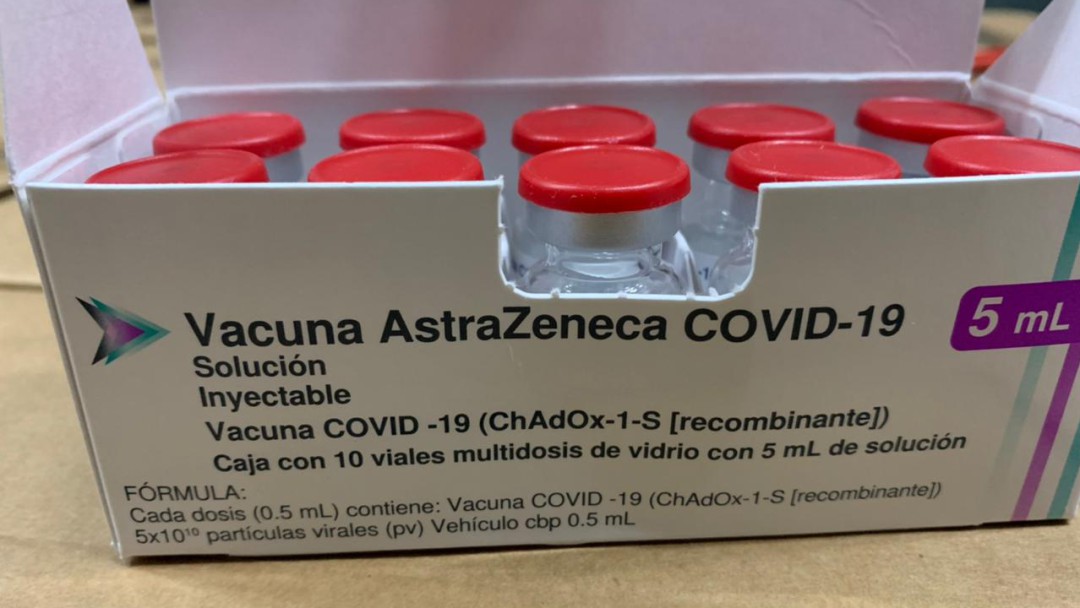 Vacuna AstraZeneca COVID-19
5 mL
Solución
Inyectable
Vacuna COVID -19 (ChAdOx-1-S [recombinante])
Caja con 10 viales multidosis de vidrio con 5 mL de solución
FÓRMULA:
Cada dosis (0.5 mL) contiene: Vacuna COVID -19 (ChAdOx-1-S [recombinante])
5x10¹⁰ partículas virales (pv) Vehículo cbp 0.5 mL